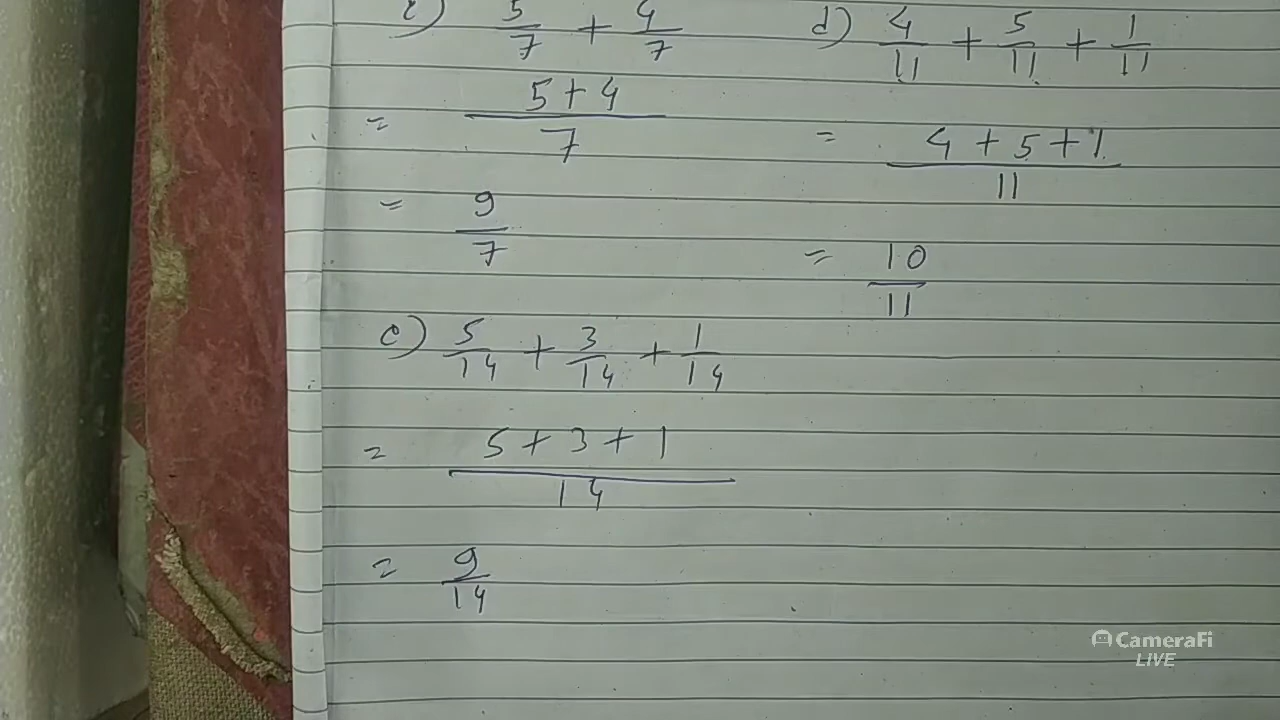 c) 5/7 + 4/7
= 5+4/7
= 9/7
d) 4/11 + 5/11 + 1/11
= 4+5+1/11
= 10/11
e) 5/14 + 3/14 + 1/14
= 5+3+1/14
= 9/14
CameraFi
LIVE